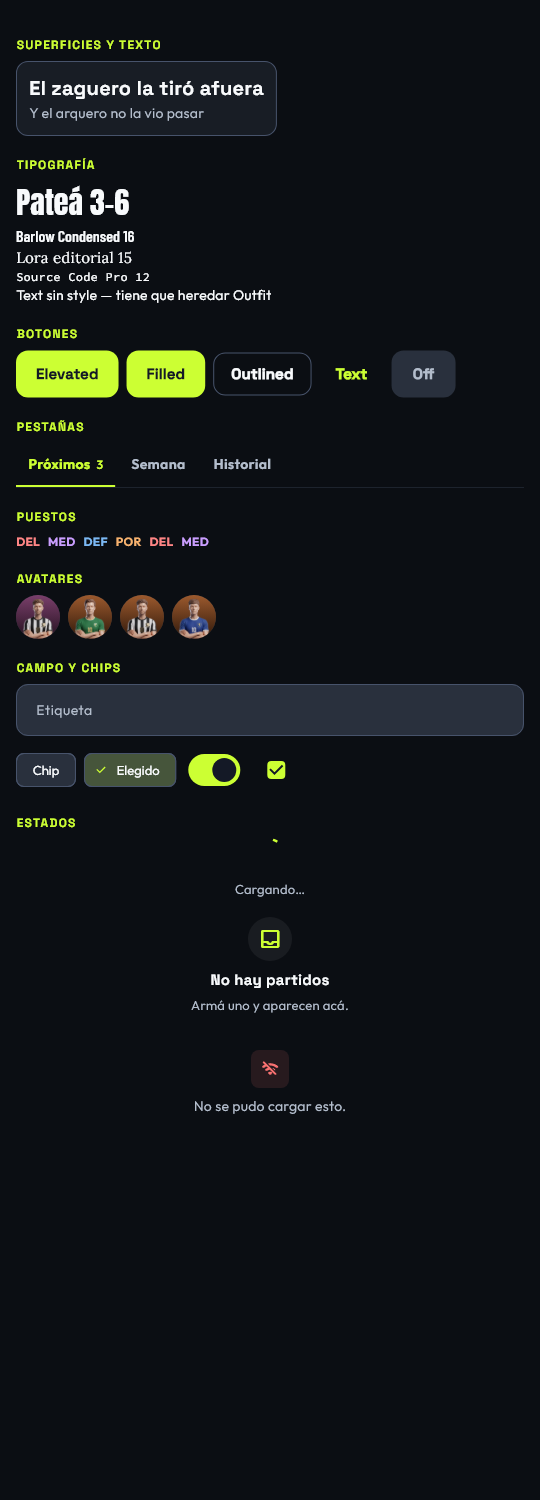 SUPERFICIES Y TEXTO
El zaguero la tiró afuera
Y el arquero no la vio pasar
TIPOGRAFÍA
Pateá 3-6
Barlow Condensed 16
Lora editorial 15
Source Code Pro 12
Text sin style — tiene que heredar Outfit
BOTONES
Elevated Filled Outlined Text Off
PESTAÑAS
Próximos 3 Semana Historial
PUESTOS
DEL MED DEF POR DEL MED
AVATARES
CAMPO Y CHIPS
Etiqueta
Chip Elegido
ESTADOS
Cargando…
No hay partidos
Armá uno y aparecen acá.
No se pudo cargar esto.